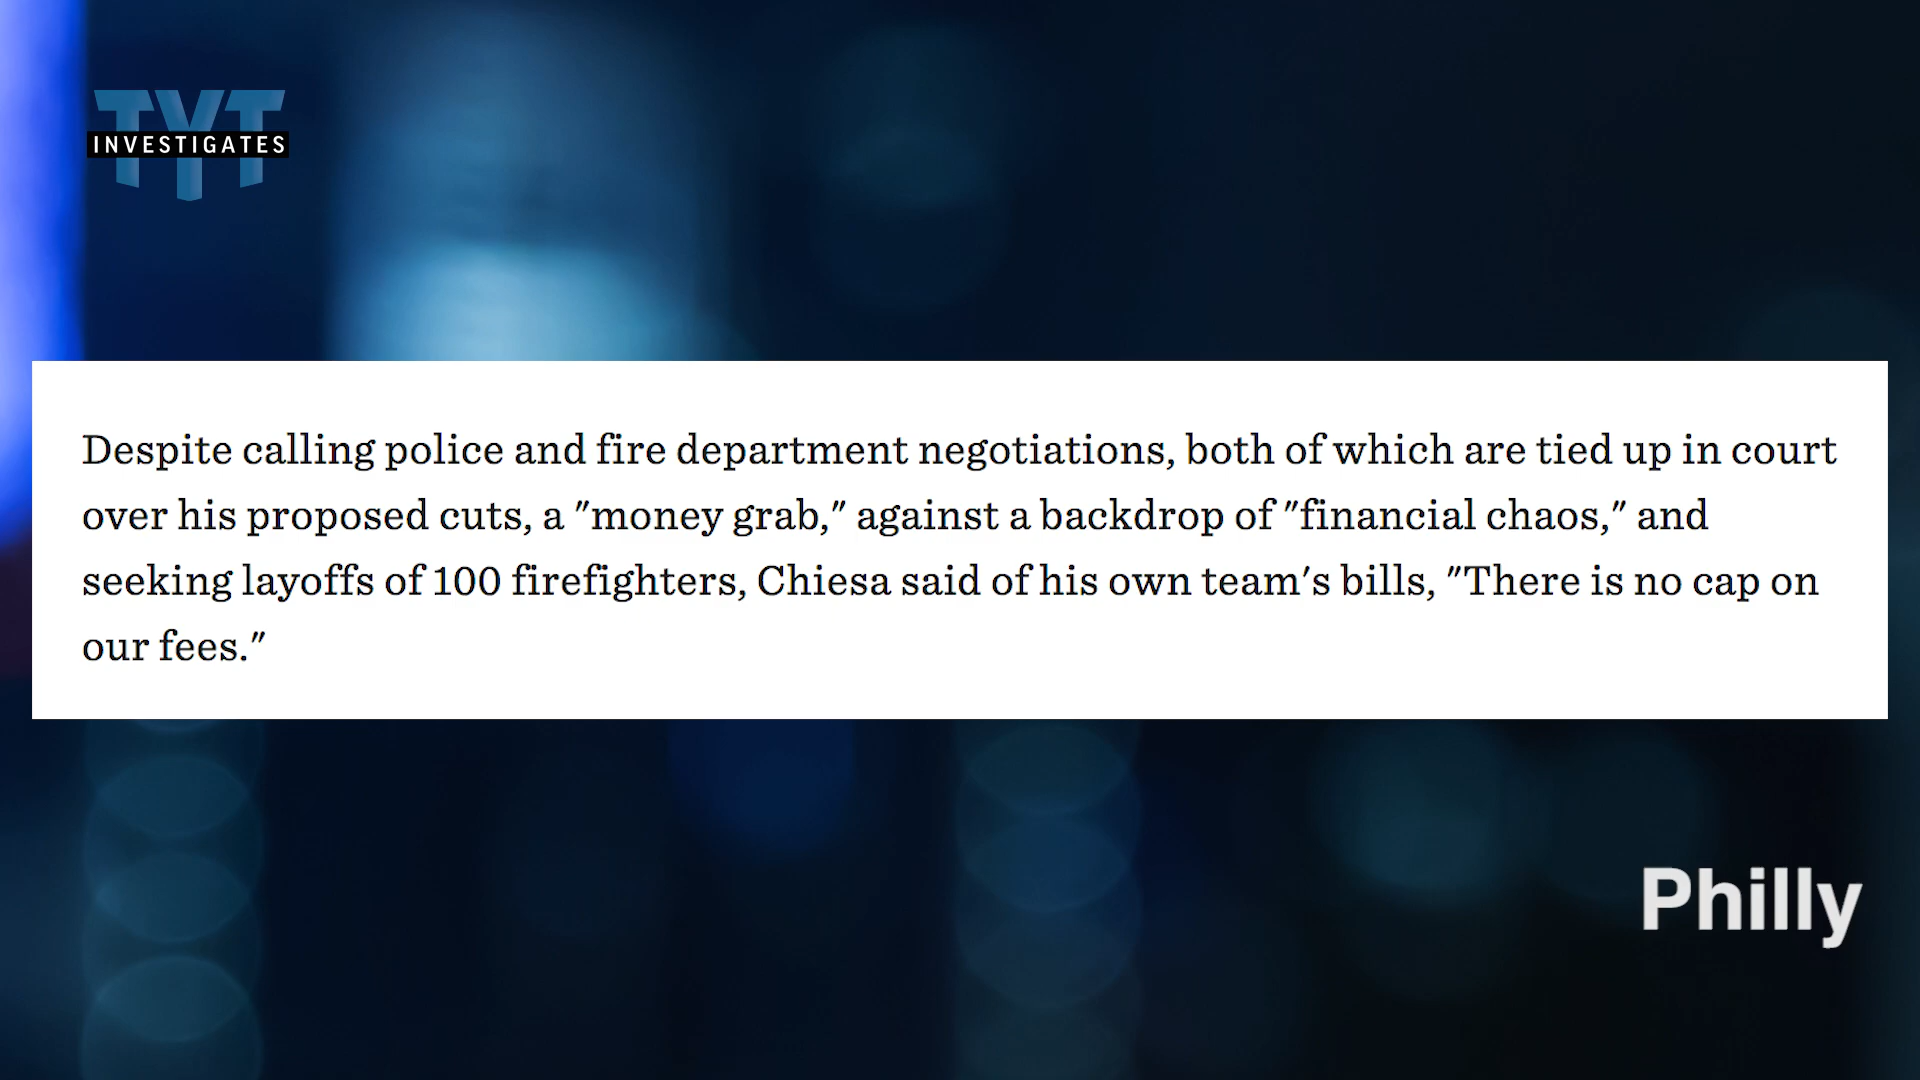 TYT
INVESTIGATES
Despite calling police and fire department negotiations, both of which are tied up in court
over his proposed cuts, a "money grab," against a backdrop of "financial chaos," and
seeking layoffs of 100 firefighters, Chiesa said of his own team's bills, "There is no cap on
our fees."
Philly